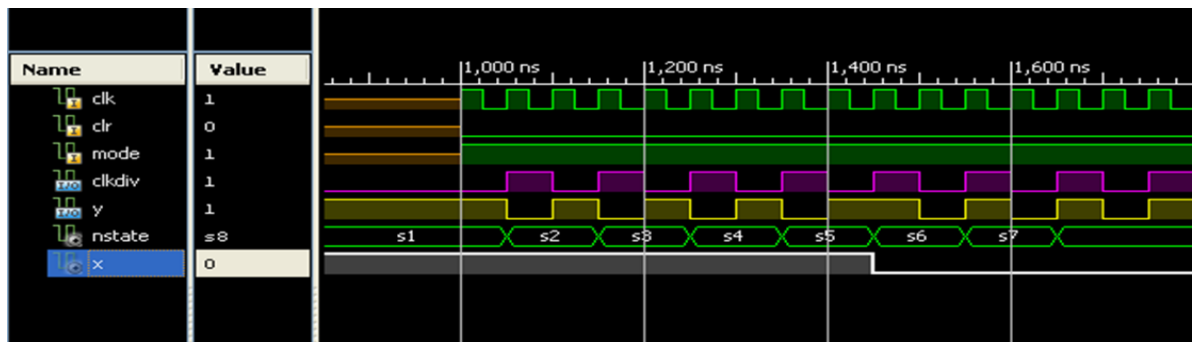 Name Value
1,000 ns 1,200 ns 1,400 ns 1,600 ns
clk 1
clr 0
mode 1
clkdiv 1
y 1
nstate s8 s1 s2 s3 s4 s5 s6 s7
x 0